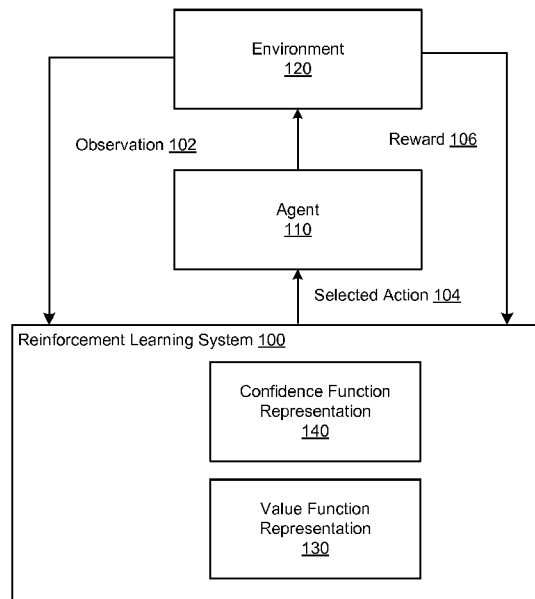 Environment
120
Observation 102
Reward 106
Agent
110
Selected Action 104
Reinforcement Learning System 100
Confidence Function
Representation
140
Value Function
Representation
130